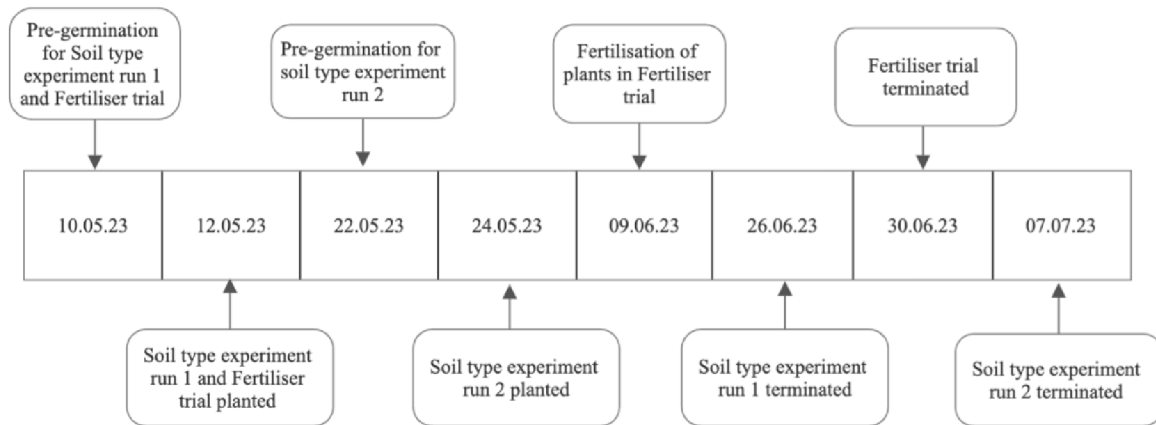 Pre-germination
for Soil type
experiment run 1
and Fertiliser trial
Pre-germination for
soil type experiment
run 2
Fertilisation of
plants in Fertiliser
trial
Fertiliser trial
terminated
10.05.23
12.05.23
22.05.23
24.05.23
09.06.23
26.06.23
30.06.23
07.07.23
Soil type experiment
run 1 and Fertiliser
trial planted
Soil type experiment
run 2 planted
Soil type experiment
run 1 terminated
Soil type experiment
run 2 terminated